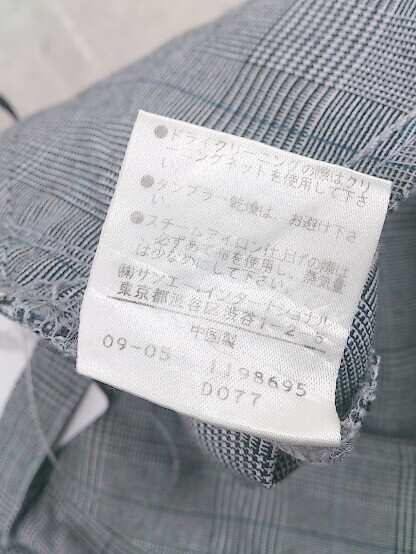 ●ドライクリーニングの際はクリ
ーニングネットを使用して下さ
い。
●タンブラー乾燥は、お避け下さ
い。
●スチームアイロン仕上げの際は
必ずあて布を使用し、蒸気量
は少なめにして下さい。
㈱サンエー・インターナショナル
東京都渋谷区渋谷1-2-5
中国製
09-05 1198695
D077